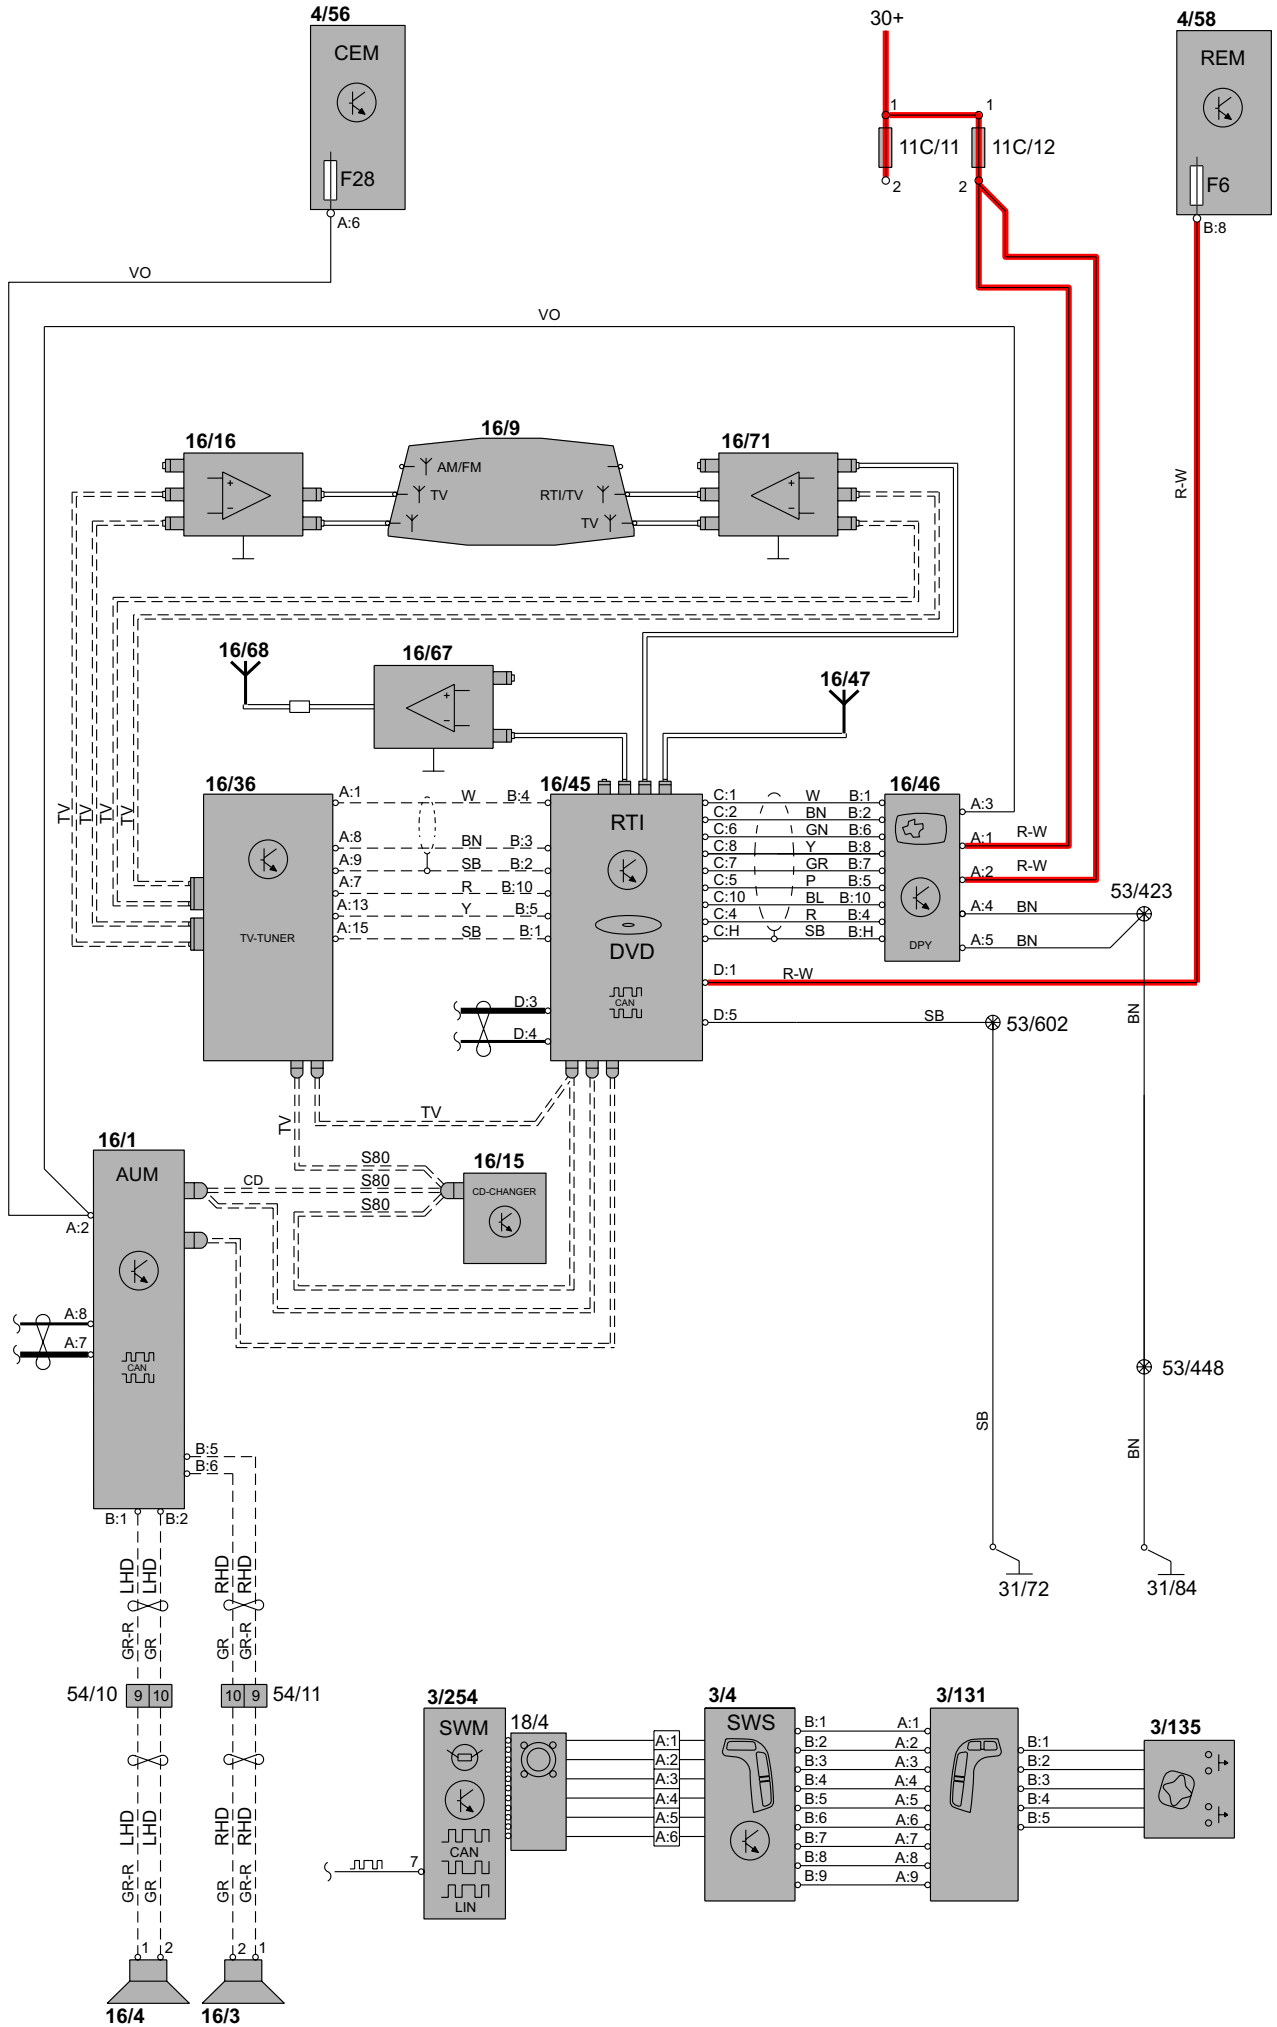 4/56
30+
4/58
CEM
REM
1
1
11C/11
11C/12
2
2
F28
F6
A:6
B:8
VO
VO
R-W
16/16
16/9
16/71
AM/FM
TV
RTI/TV
TV
+
−
+
−
16/68
16/67
16/47
+
−
TV
TV
TV
TV
16/36
16/45
16/46
A:1
W
B:4
C:1
W
B:1
A:3
C:2
BN
B:2
RTI
C:6
GN
B:6
A:8
BN
B:3
C:8
Y
B:8
A:1
R-W
A:9
SB
B:2
C:7
GR
B:7
A:7
R
B:10
C:5
P
B:5
A:2
R-W
C:10
BL
B:10
A:13
Y
B:5
C:4
R
B:4
A:4
BN
53/423
A:15
SB
B:1
C:H
SB
B:H
TV-TUNER
DVD
DPY
A:5
BN
D:1
R-W
CAN
D:3
D:4
D:5
SB
53/602
BN
TV
TV
16/1
AUM
S80
16/15
CD
S80
CD-CHANGER
S80
A:2
A:8
A:7
CAN
53/448
SB
BN
B:5
B:6
B:1
B:2
LHD
LHD
RHD
RHD
31/72
31/84
GR-R
GR
GR
GR-R
54/10
9
10
10
9
54/11
3/254
3/4
3/131
SWM
18/4
SWS
3/135
A:1
A:2
A:3
A:4
A:5
A:6
B:1
A:1
B:2
A:2
B:3
A:3
B:4
A:4
B:5
A:5
B:6
A:6
B:7
A:7
B:8
A:8
B:9
A:9
B:1
B:2
B:3
B:4
B:5
CAN
7
LIN
LHD
LHD
RHD
RHD
GR-R
GR
GR
GR-R
1
2
2
1
16/4
16/3